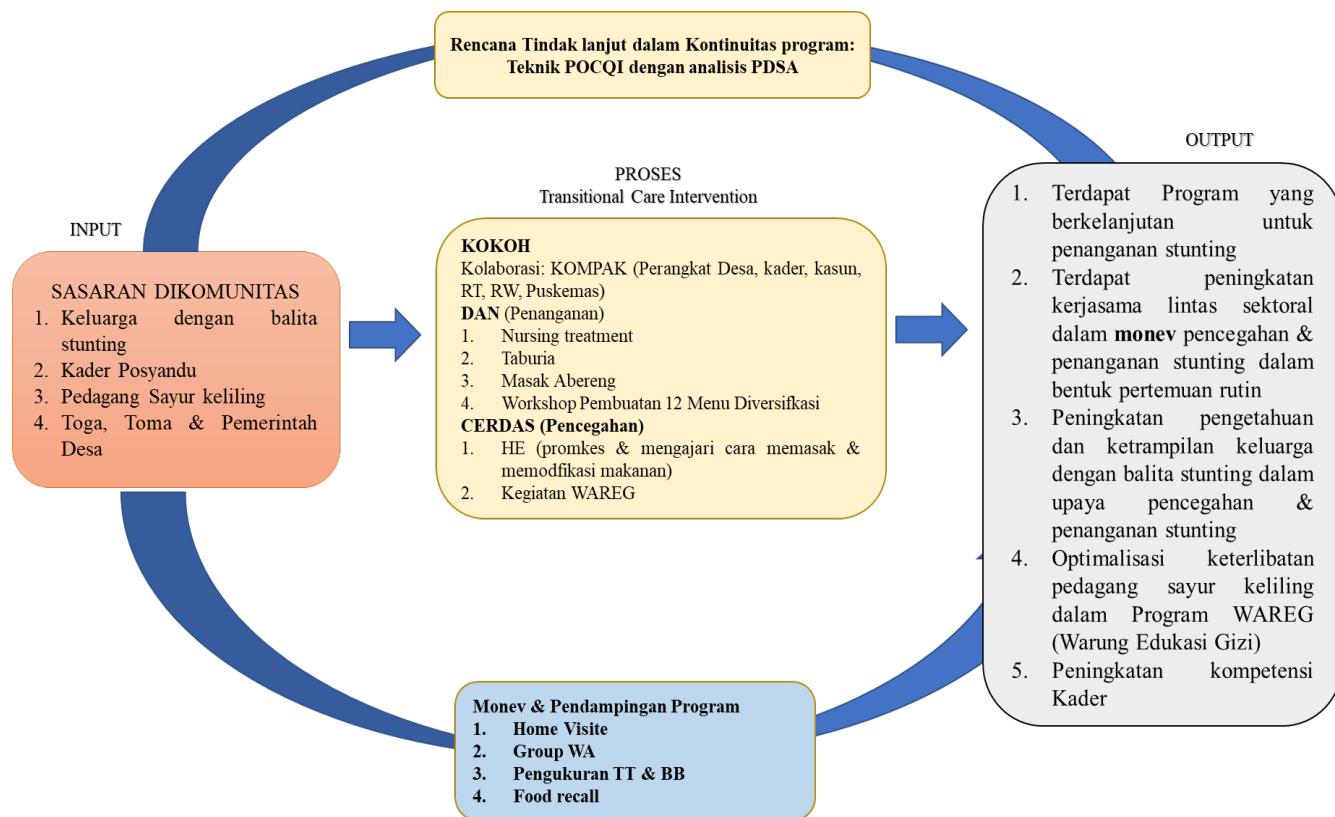 Rencana Tindak lanjut dalam Kontinuitas program:
Teknik POCQI dengan analisis PDSA
INPUT
SASARAN DIKOMUNITAS
1. Keluarga dengan balita
stunting
2. Kader Posyandu
3. Pedagang Sayur keliling
4. Toga, Toma & Pemerintah
Desa
PROSES
Transitional Care Intervention
KOKOH
Kolaborasi: KOMPAK (Perangkat Desa, kader, kasun,
RT, RW, Puskemas)
DAN (Penanganan)
1. Nursing treatment
2. Taburia
3. Masak Abereng
4. Workshop Pembuatan 12 Menu Diversifkasi
CERDAS (Pencegahan)
1. HE (promkes & mengajari cara memasak &
memodfikasi makanan)
2. Kegiatan WAREG
OUTPUT
1. Terdapat Program yang
berkelanjutan untuk
penanganan stunting
2. Terdapat peningkatan
kerjasama lintas sektoral
dalam monev pencegahan &
penanganan stunting dalam
bentuk pertemuan rutin
3. Peningkatan pengetahuan
dan ketrampilan keluarga
dengan balita stunting dalam
upaya pencegahan &
penanganan stunting
4. Optimalisasi keterlibatan
pedagang sayur keliling
dalam Program WAREG
(Warung Edukasi Gizi)
5. Peningkatan kompetensi
Kader
Monev & Pendampingan Program
1. Home Visite
2. Group WA
3. Pengukuran TT & BB
4. Food recall